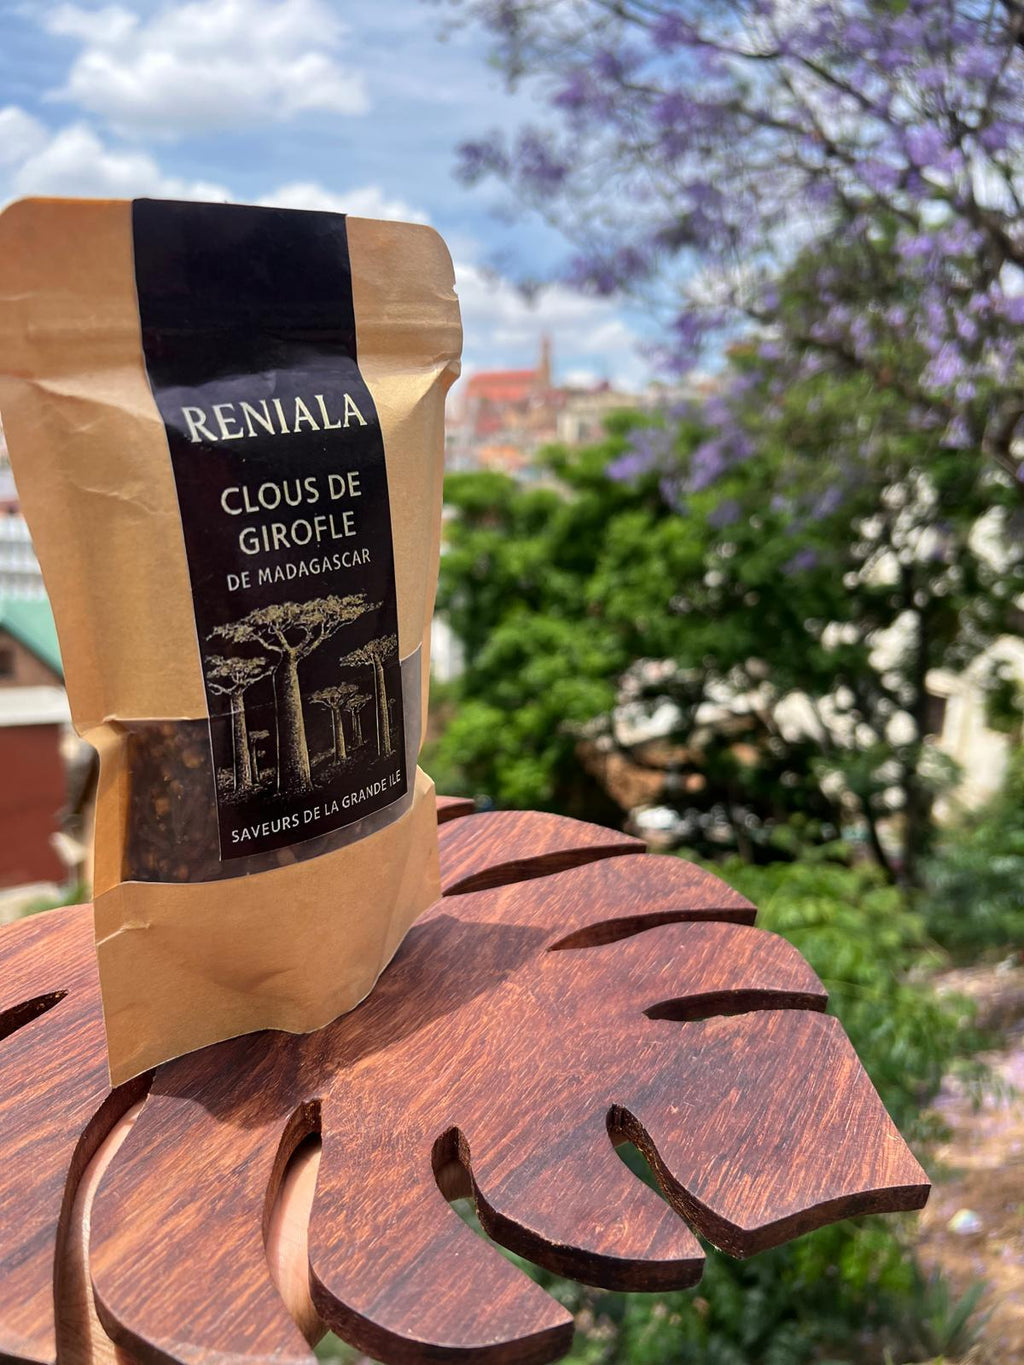 RENIALA
CLOUS DE
GIROFLE
DE MADAGASCAR
SAVEURS DE LA GRANDE ILE